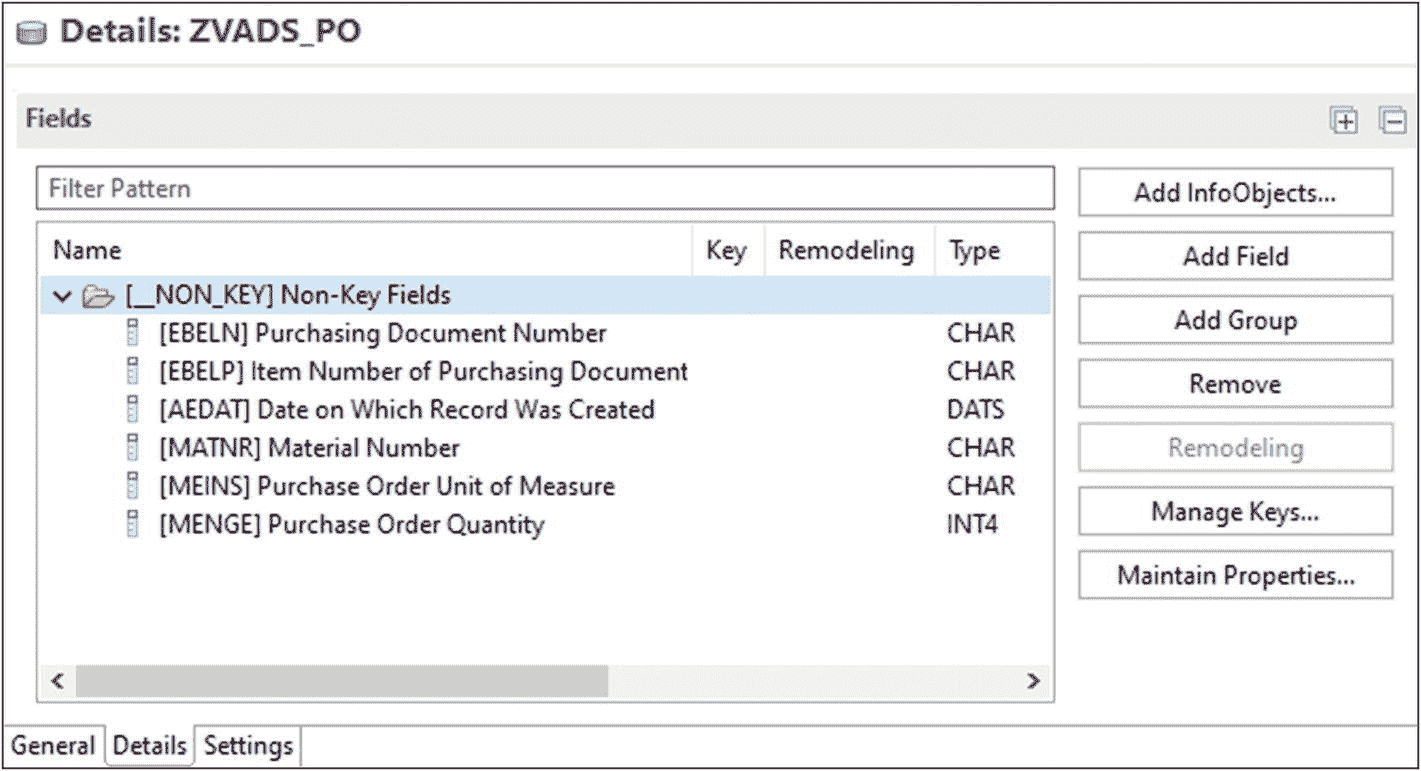 Details: ZVADS_PO
Fields
Filter Pattern
Add InfoObjects...
Name Key Remodeling Type
Add Field
[__NON_KEY] Non-Key Fields
Add Group
[EBELN] Purchasing Document Number CHAR
[EBELP] Item Number of Purchasing Document CHAR
Remove
[AEDAT] Date on Which Record Was Created DATS
[MATNR] Material Number CHAR
Remodeling
[MEINS] Purchase Order Unit of Measure CHAR
Manage Keys...
[MENGE] Purchase Order Quantity INT4
Maintain Properties...
General Details Settings